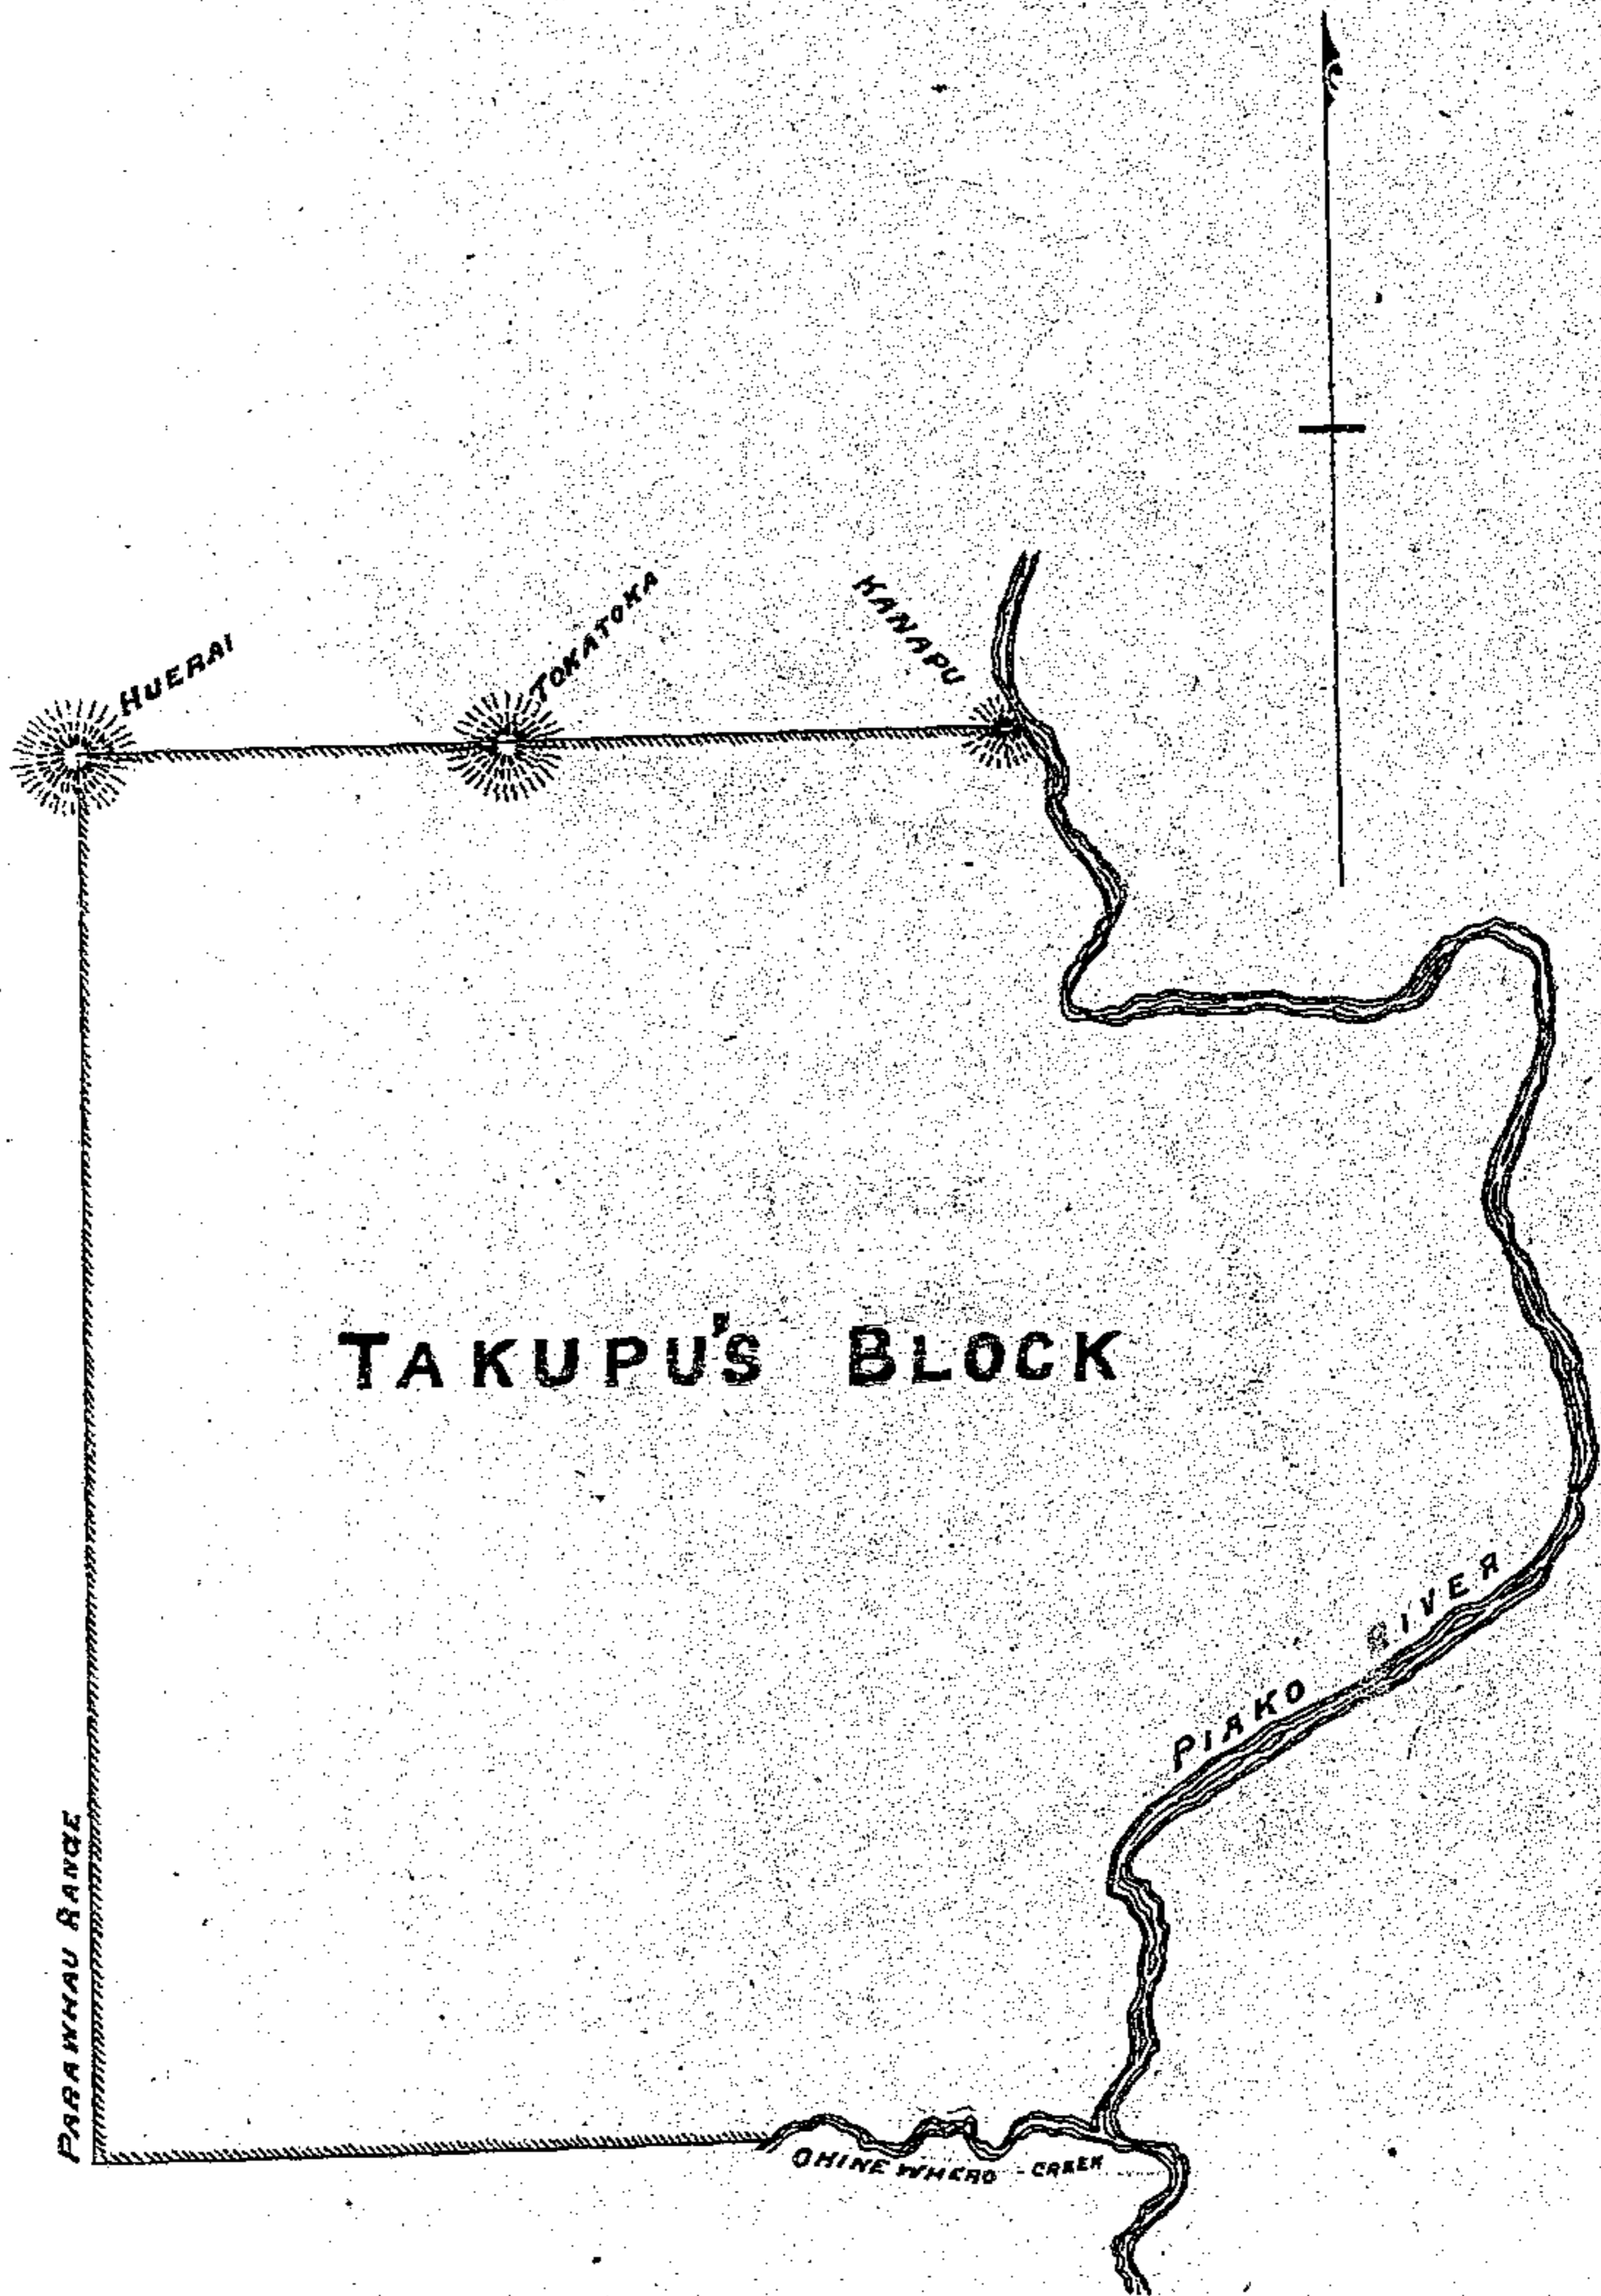 HUERAI
TOKATOKA
KANAPU
TAKUPU'S BLOCK
PIAKO RIVER
PARAWHAU RANGE
OHINEWHERO - CREEK